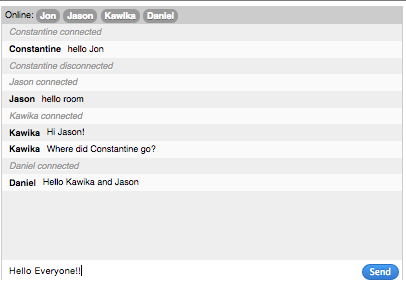 Online: Jon Jason Kawika Daniel
Constantine connected
Constantine hello Jon
Constantine disconnected
Jason connected
Jason hello room
Kawika connected
Kawika Hi Jason!
Kawika Where did Constantine go?
Daniel connected
Daniel Hello Kawika and Jason
Hello Everyone!! Send